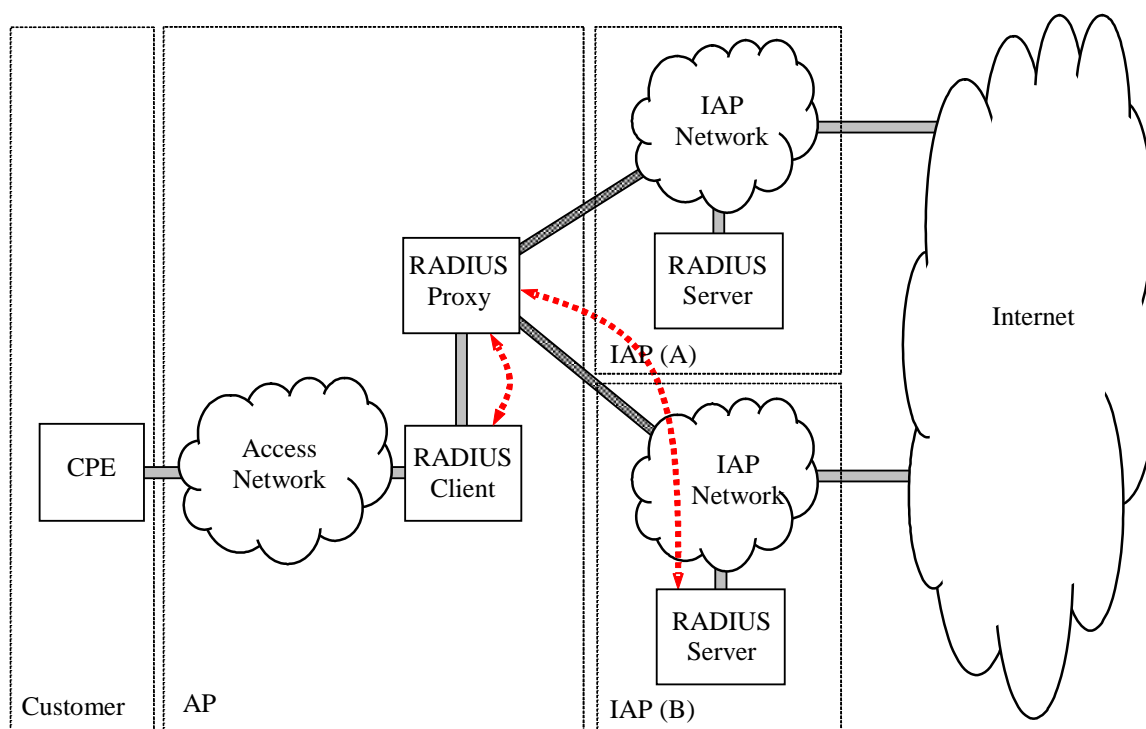 IAP
Network
RADIUS
Proxy
RADIUS
Server
Internet
IAP (A)
CPE
Access
Network
RADIUS
Client
IAP
Network
RADIUS
Server
Customer
AP
IAP (B)